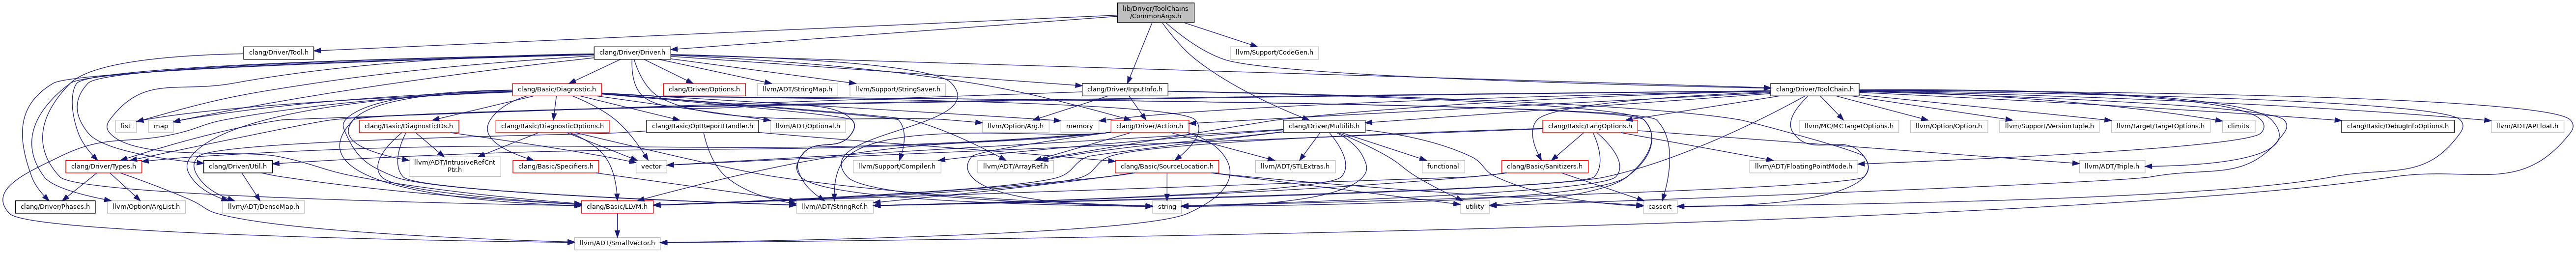 lib/Driver/ToolChains
/CommonArgs.h
clang/Driver/Tool.h
clang/Driver/Driver.h
llvm/Support/CodeGen.h
clang/Basic/Diagnostic.h
clang/Driver/Options.h
llvm/ADT/StringMap.h
llvm/Support/StringSaver.h
clang/Driver/InputInfo.h
clang/Driver/ToolChain.h
list
map
clang/Basic/DiagnosticIDs.h
clang/Basic/DiagnosticOptions.h
clang/Basic/OptReportHandler.h
llvm/ADT/Optional.h
llvm/Option/Arg.h
memory
clang/Driver/Action.h
clang/Driver/Multilib.h
clang/Basic/LangOptions.h
llvm/MC/MCTargetOptions.h
llvm/Option/Option.h
llvm/Support/VersionTuple.h
llvm/Target/TargetOptions.h
climits
clang/Basic/DebugInfoOptions.h
llvm/ADT/APFloat.h
clang/Driver/Types.h
clang/Driver/Util.h
llvm/ADT/IntrusiveRefCnt
Ptr.h
clang/Basic/Specifiers.h
vector
llvm/Support/Compiler.h
llvm/ADT/ArrayRef.h
clang/Basic/SourceLocation.h
llvm/ADT/STLExtras.h
functional
clang/Basic/Sanitizers.h
llvm/ADT/FloatingPointMode.h
llvm/ADT/Triple.h
clang/Driver/Phases.h
llvm/Option/ArgList.h
llvm/ADT/DenseMap.h
clang/Basic/LLVM.h
llvm/ADT/StringRef.h
string
utility
cassert
llvm/ADT/SmallVector.h